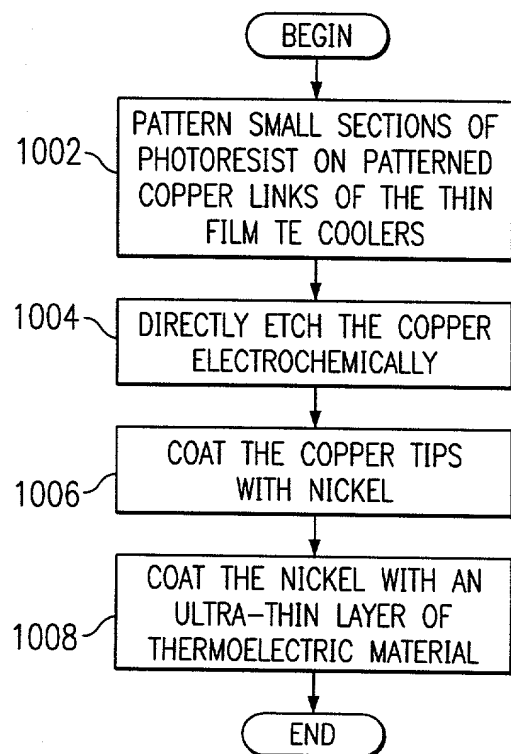 BEGIN
1002
PATTERN SMALL SECTIONS OF
PHOTORESIST ON PATTERNED
COPPER LINKS OF THE THIN
FILM TE COOLERS
1004
DIRECTLY ETCH THE COPPER
ELECTROCHEMICALLY
1006
COAT THE COPPER TIPS
WITH NICKEL
1008
COAT THE NICKEL WITH AN
ULTRA-THIN LAYER OF
THERMOELECTRIC MATERIAL
END